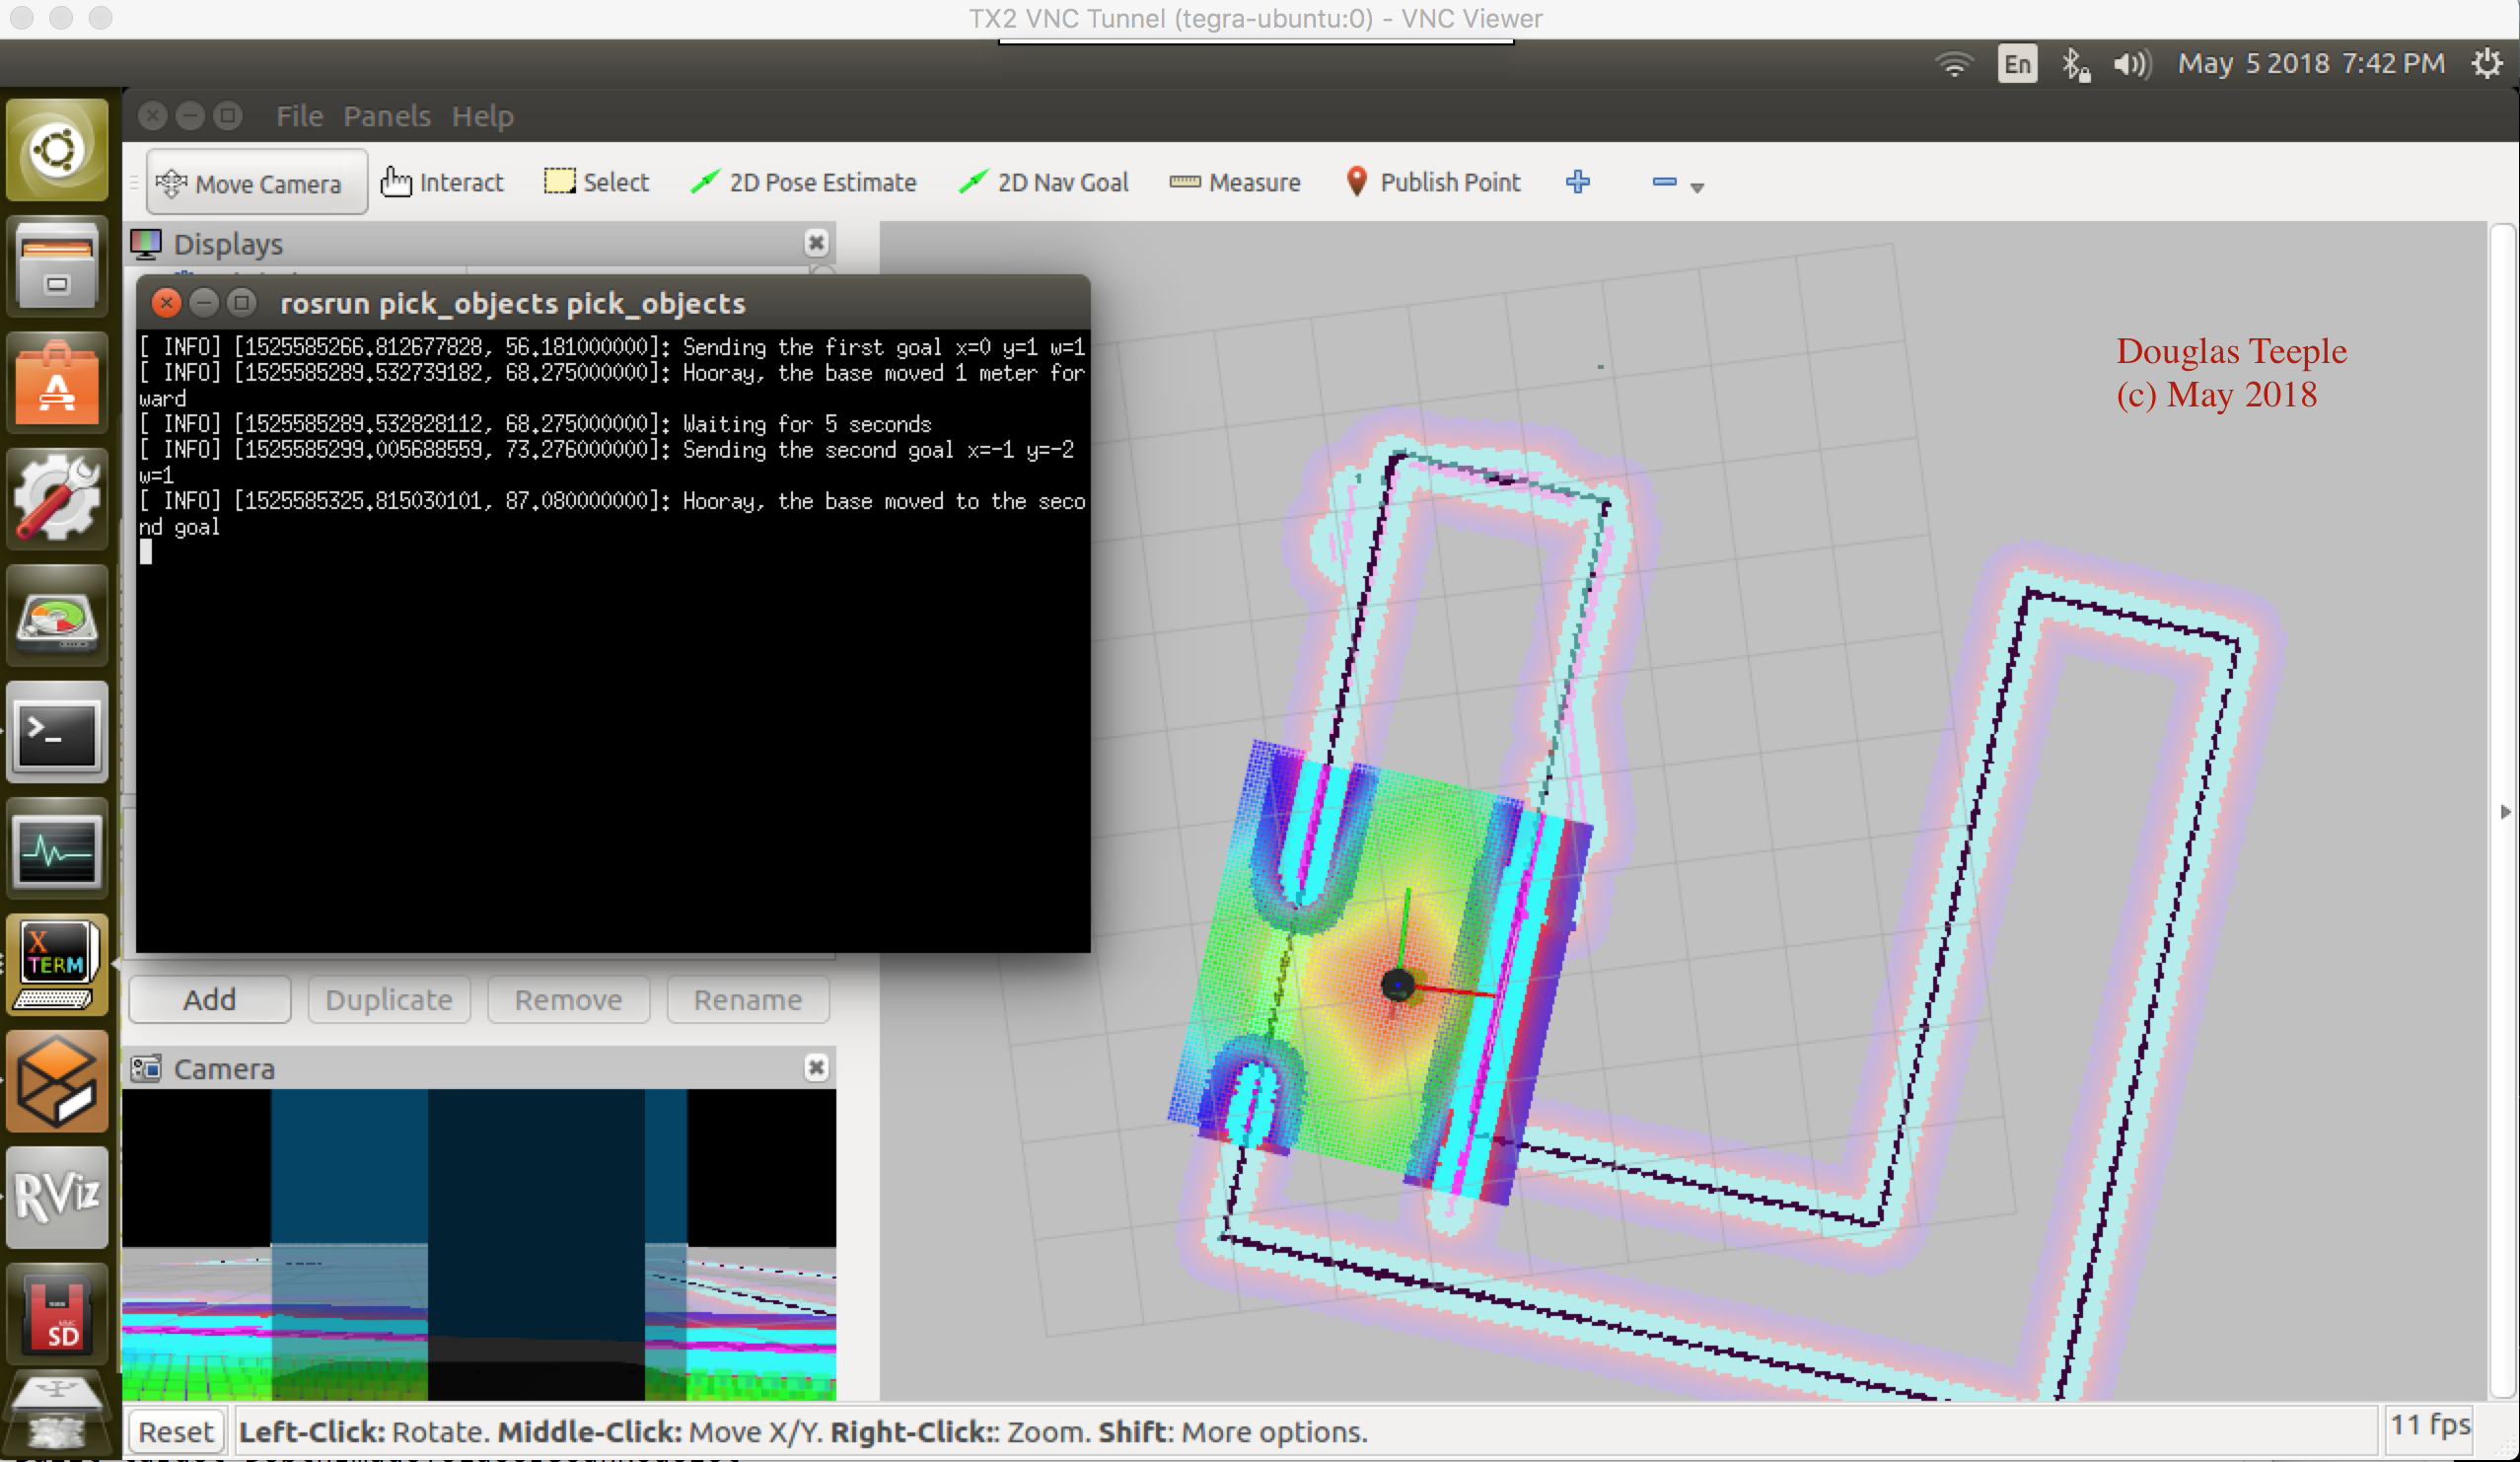 TX2 VNC Tunnel (tegra-ubuntu:0) - VNC Viewer
En
May 5 2018 7:42 PM
File Panels Help
Move Camera Interact Select 2D Pose Estimate 2D Nav Goal Measure Publish Point
Displays
rosrun pick_objects pick_objects
[ INFO] [1525585266.812677828, 56.181000000]: Sending the first goal x=0 y=1 w=1
[ INFO] [1525585289.532739182, 68.275000000]: Hooray, the base moved 1 meter for
ward
[ INFO] [1525585289.532828112, 68.275000000]: Waiting for 5 seconds
[ INFO] [1525585299.005688559, 73.276000000]: Sending the second goal x=-1 y=-2
w=1
[ INFO] [1525585325.815030101, 87.080000000]: Hooray, the base moved to the seco
nd goal
Douglas Teeple
(c) May 2018
X
TERM
RViz
SD
Add Duplicate Remove Rename
Camera
Reset Left-Click: Rotate. Middle-Click: Move X/Y. Right-Click:: Zoom. Shift: More options. 11 fps